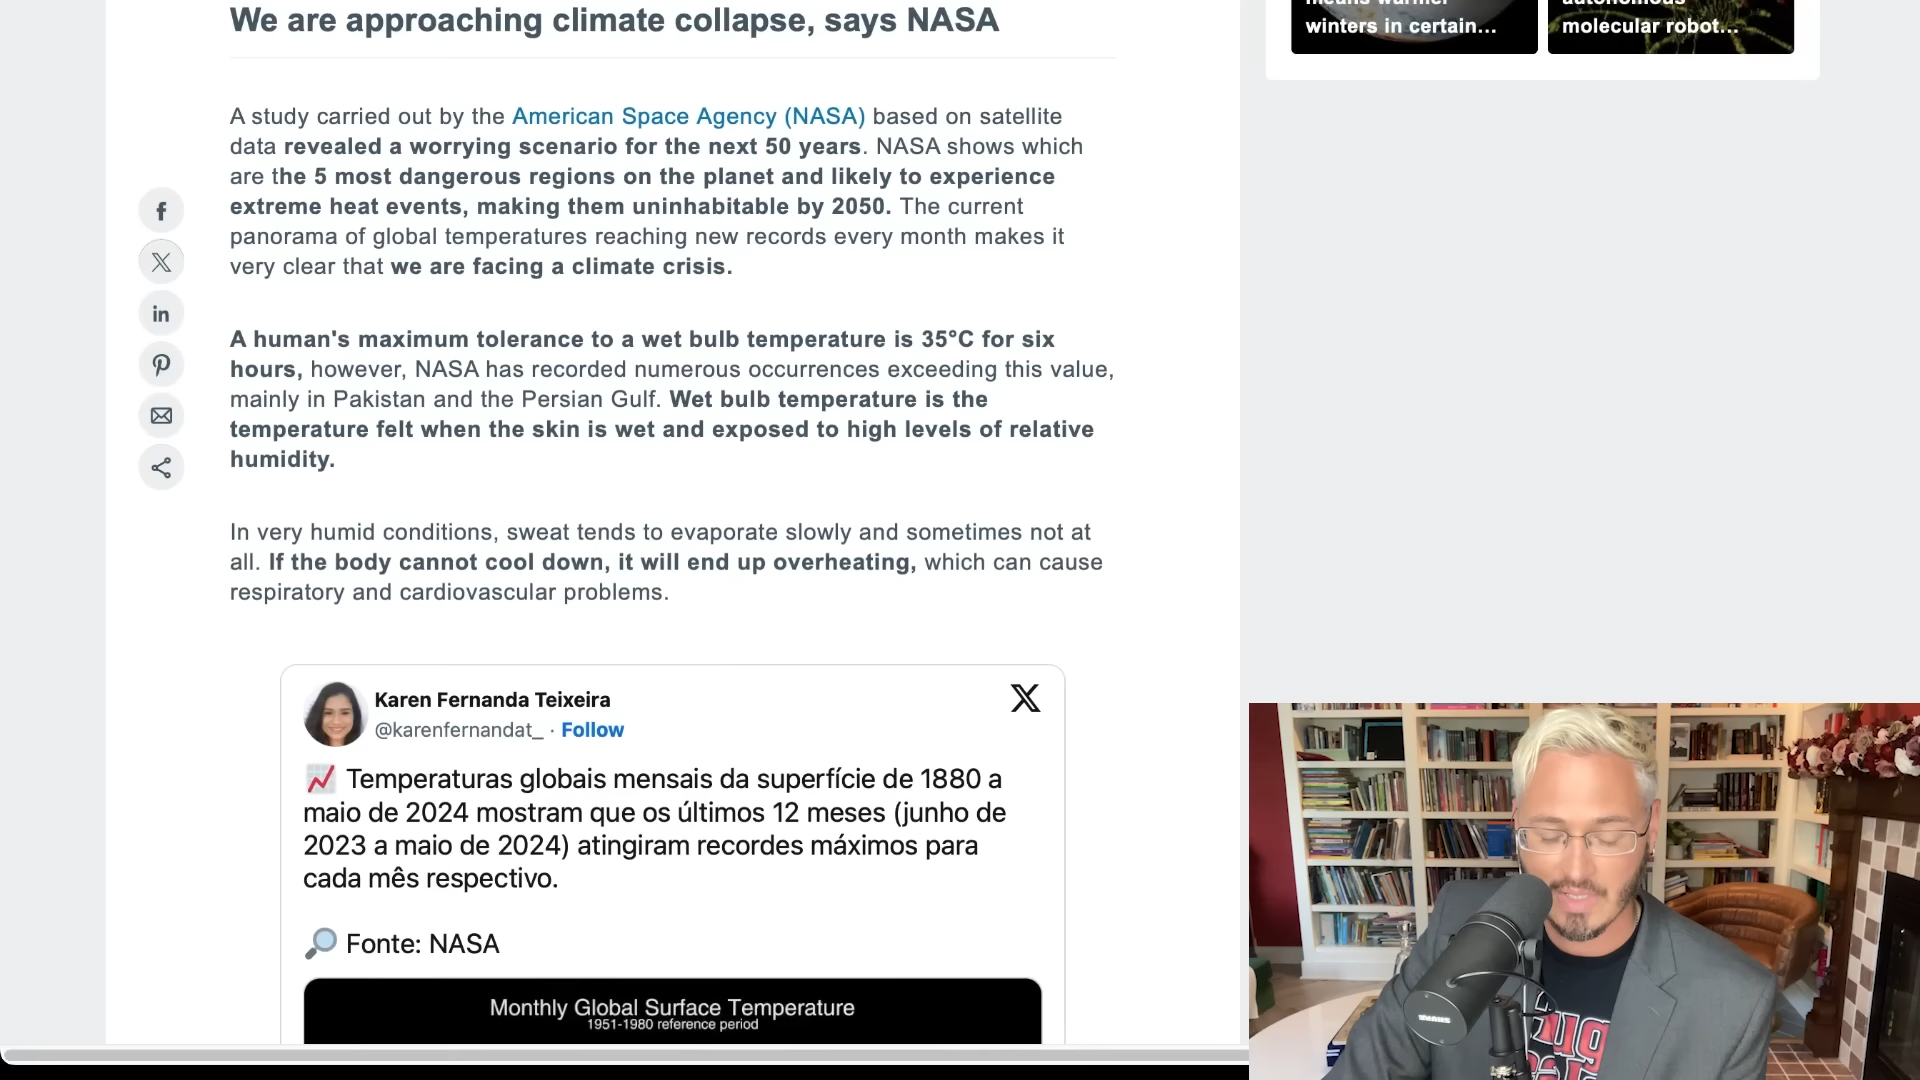 We are approaching climate collapse, says NASA
winters in certain...
molecular robot...
A study carried out by the American Space Agency (NASA) based on satellite
data revealed a worrying scenario for the next 50 years. NASA shows which
are the 5 most dangerous regions on the planet and likely to experience
extreme heat events, making them uninhabitable by 2050. The current
panorama of global temperatures reaching new records every month makes it
very clear that we are facing a climate crisis.
A human's maximum tolerance to a wet bulb temperature is 35°C for six
hours, however, NASA has recorded numerous occurrences exceeding this value,
mainly in Pakistan and the Persian Gulf. Wet bulb temperature is the
temperature felt when the skin is wet and exposed to high levels of relative
humidity.
In very humid conditions, sweat tends to evaporate slowly and sometimes not at
all. If the body cannot cool down, it will end up overheating, which can cause
respiratory and cardiovascular problems.
Karen Fernanda Teixeira
@karenfernandat_ · Follow
📈 Temperaturas globais mensais da superfície de 1880 a
maio de 2024 mostram que os últimos 12 meses (junho de
2023 a maio de 2024) atingiram recordes máximos para
cada mês respectivo.
🔎 Fonte: NASA
Monthly Global Surface Temperature
1951-1980 reference period